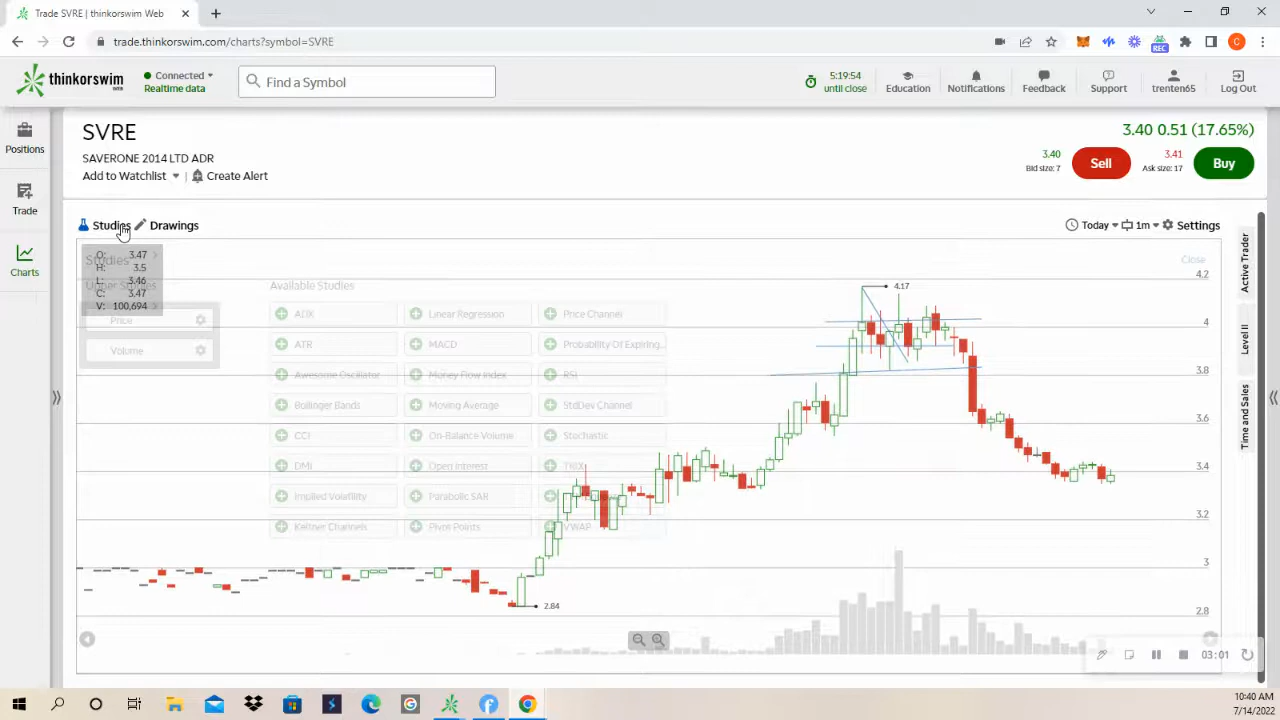 Trade SVRE | thinkorswim Web
trade.thinkorswim.com/charts?symbol=SVRE
REC
C
thinkorswim
Connected
Realtime data
Find a Symbol
5:19:54
until close
Education
Notifications
Feedback
Support
trenten65
Log Out
Positions
Trade
Charts
SVRE
SAVERONE 2014 LTD ADR
Add to Watchlist | Create Alert
3.40 0.51 (17.65%)
3.40
Bid size: 7
Sell
3.41
Ask size: 17
Buy
Studies Drawings
Today 1m Settings
O: 3.47
H: 3.5
L: 3.46
C: 3.47
V: 100,694
Studies
Upper Studies
Price
Volume
Available Studies
Close
ADX Linear Regression Price Channel
ATR MACD Probability Of Expiring...
Awesome Oscillator Money Flow Index RSI
Bollinger Bands Moving Average StdDev Channel
CCI On-Balance Volume Stochastic
DMI Open Interest TRIX
Implied Volatility Parabolic SAR
Keltner Channels Pivot Points VWAP
4.17
2.84
4.2
4
3.8
3.6
3.4
3.2
3
2.8
Active Trader
Level II
Time and Sales
03:01
10:40 AM
7/14/2022